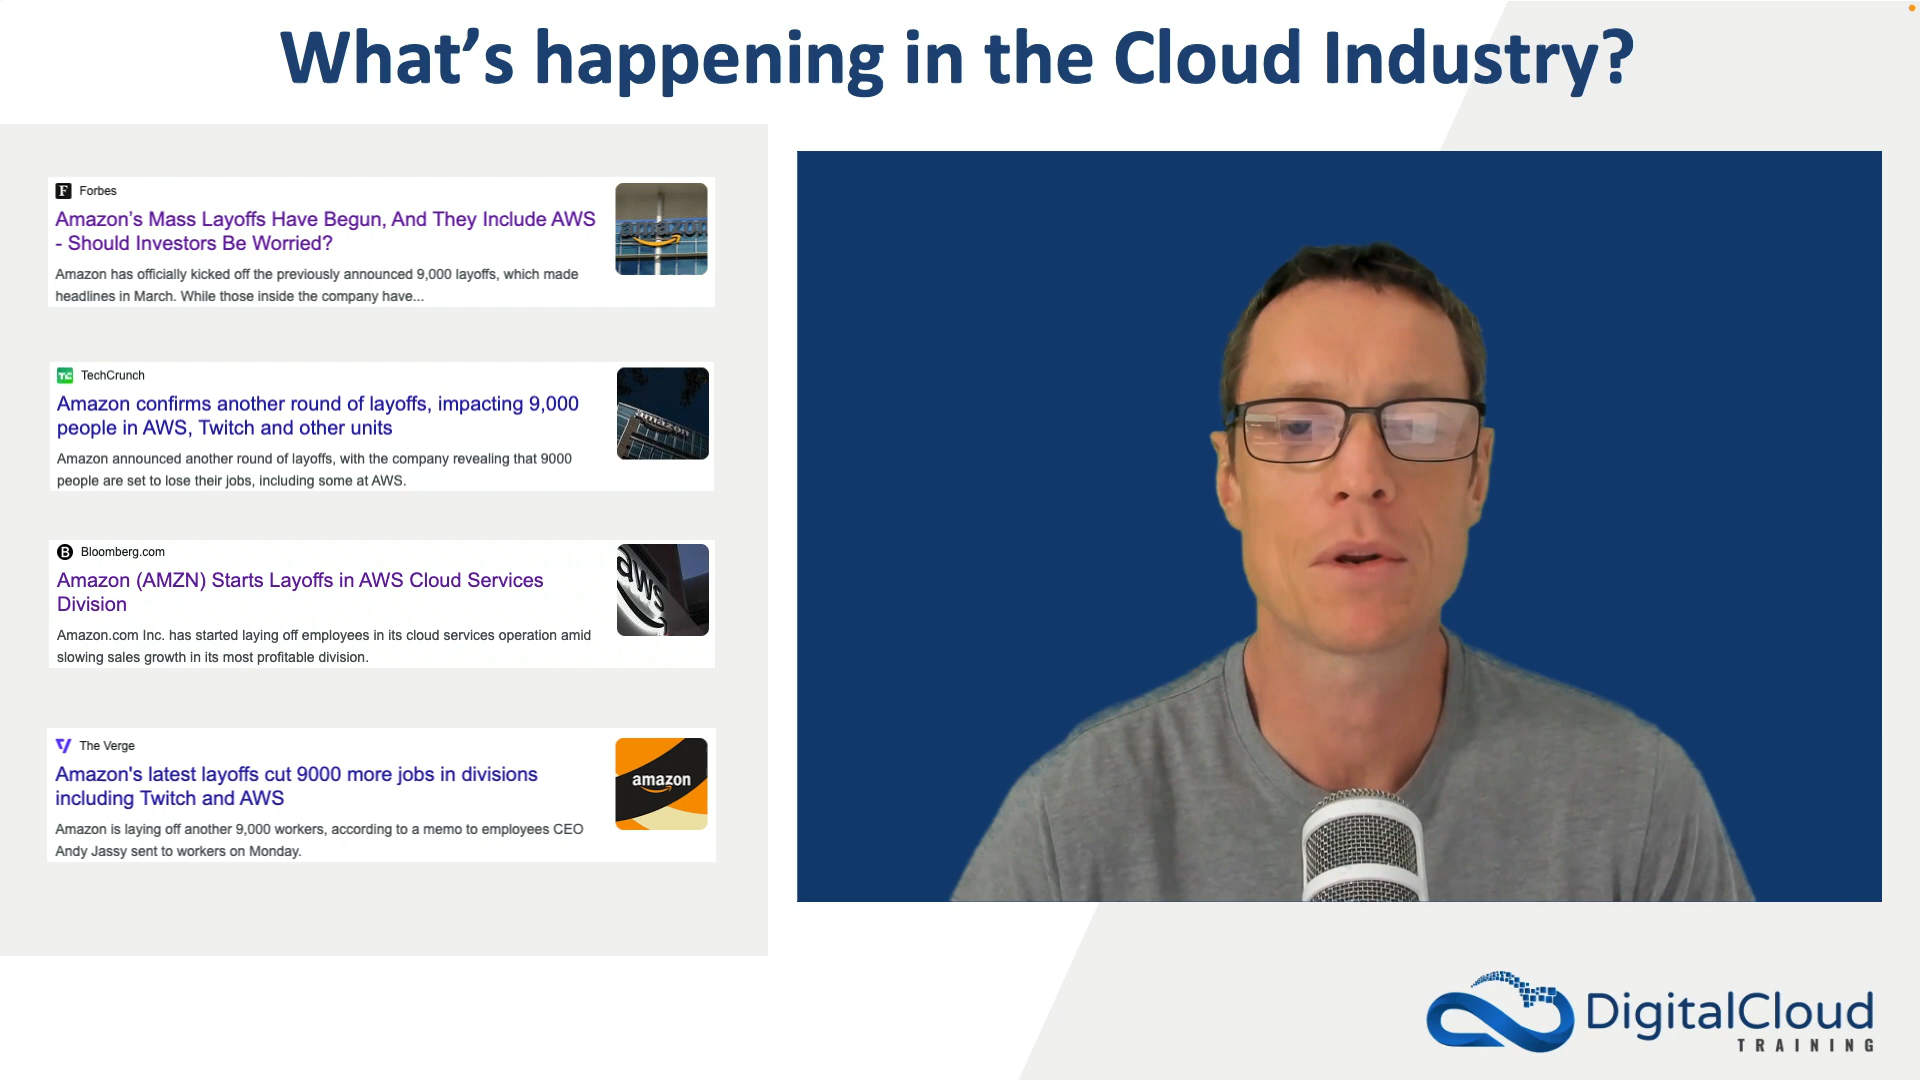 What’s happening in the Cloud Industry?
Forbes
Amazon’s Mass Layoffs Have Begun, And They Include AWS
- Should Investors Be Worried?
Amazon has officially kicked off the previously announced 9,000 layoffs, which made
headlines in March. While those inside the company have...
amazon
TechCrunch
Amazon confirms another round of layoffs, impacting 9,000
people in AWS, Twitch and other units
Amazon announced another round of layoffs, with the company revealing that 9000
people are set to lose their jobs, including some at AWS.
amazon
B Bloomberg.com
Amazon (AMZN) Starts Layoffs in AWS Cloud Services
Division
Amazon.com Inc. has started laying off employees in its cloud services operation amid
slowing sales growth in its most profitable division.
aws
The Verge
Amazon's latest layoffs cut 9000 more jobs in divisions
including Twitch and AWS
Amazon is laying off another 9,000 workers, according to a memo to employees CEO
Andy Jassy sent to workers on Monday.
amazon
DigitalCloud
TRAINING